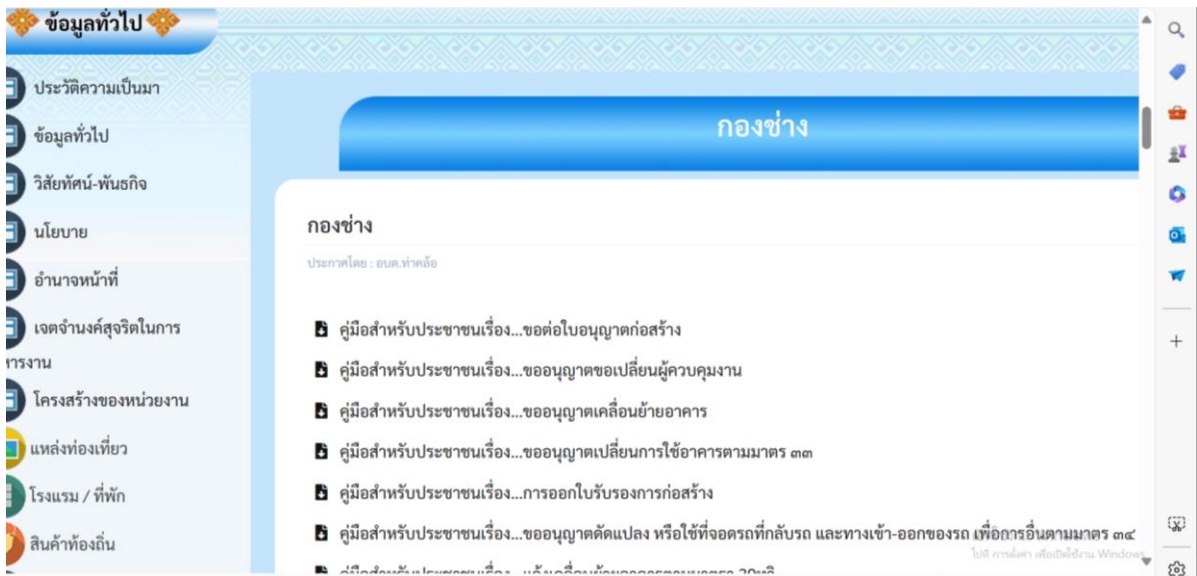 ข้อมูลทั่วไป
ประวัติความเป็นมา
ข้อมูลทั่วไป
วิสัยทัศน์-พันธกิจ
นโยบาย
อำนาจหน้าที่
เจตจำนงค์สุจริตในการ
หารงาน
โครงสร้างของหน่วยงาน
แหล่งท่องเที่ยว
โรงแรม / ที่พัก
สินค้าท้องถิ่น
กองช่าง
กองช่าง
ประกาศโดย : อบต.ท่าคล้อ
คู่มือสำหรับประชาชนเรื่อง...ขอต่อใบอนุญาตก่อสร้าง
คู่มือสำหรับประชาชนเรื่อง...ขออนุญาตขอเปลี่ยนผู้ควบคุมงาน
คู่มือสำหรับประชาชนเรื่อง...ขออนุญาตเคลื่อนย้ายอาคาร
คู่มือสำหรับประชาชนเรื่อง...ขออนุญาตเปลี่ยนการใช้อาคารตามมาตร ๓๓
คู่มือสำหรับประชาชนเรื่อง...การออกใบรับรองการก่อสร้าง
คู่มือสำหรับประชาชนเรื่อง...ขออนุญาตดัดแปลง หรือใช้ที่จอดรถที่กลับรถ และทางเข้า-ออกของรถ เพื่อการอื่นตามมาตร ๓๔
ไปที่ การตั้งค่า เพื่อเปิดใช้งาน Windows